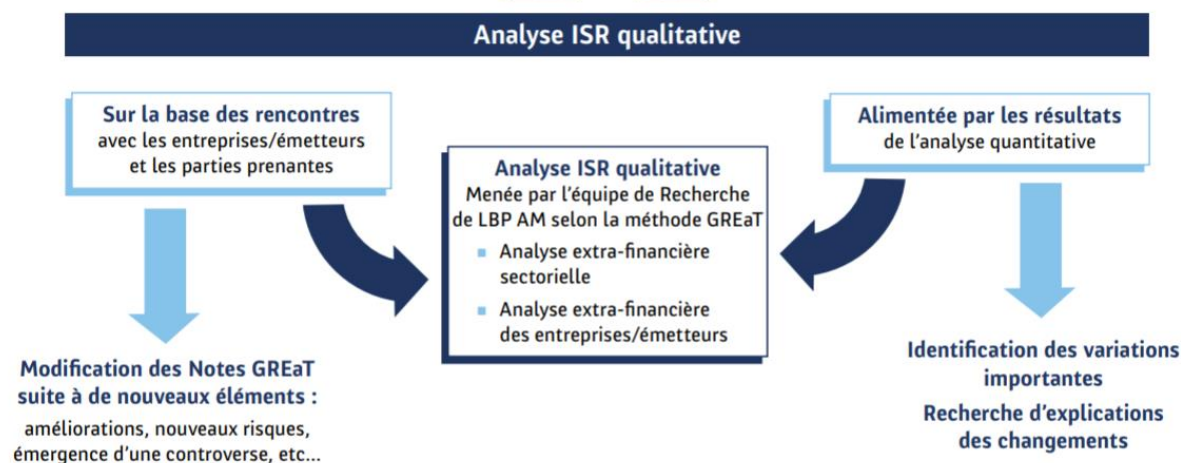 Analyse ISR qualitative
Sur la base des rencontres
avec les entreprises/émetteurs
et les parties prenantes
Alimentée par les résultats
de l'analyse quantitative
Analyse ISR qualitative
Menée par l'équipe de Recherche
de LBP AM selon la méthode GREaT
Analyse extra-financière
sectorielle
Analyse extra-financière
des entreprises/émetteurs
Modification des Notes GREaT
suite à de nouveaux éléments :
améliorations, nouveaux risques,
émergence d'une controverse, etc...
Identification des variations
importantes
Recherche d'explications
des changements